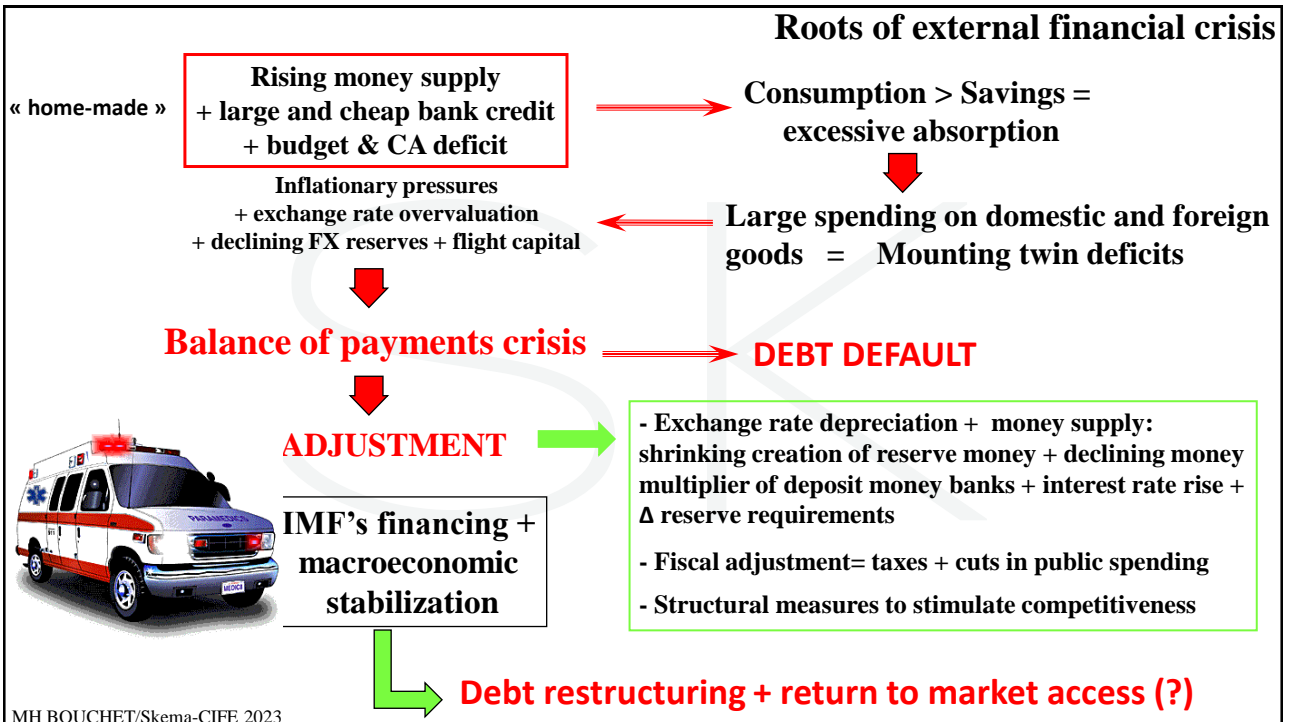 Roots of external financial crisis
« home-made »
Rising money supply
+ large and cheap bank credit
+ budget & CA deficit
Consumption > Savings =
excessive absorption
Inflationary pressures
+ exchange rate overvaluation
+ declining FX reserves + flight capital
Large spending on domestic and foreign
goods = Mounting twin deficits
Balance of payments crisis
DEBT DEFAULT
ADJUSTMENT
- Exchange rate depreciation + money supply:
shrinking creation of reserve money + declining money
multiplier of deposit money banks + interest rate rise +
Δ reserve requirements
- Fiscal adjustment= taxes + cuts in public spending
- Structural measures to stimulate competitiveness
PARAMEDICS
911
MEDICS
IMF's financing +
macroeconomic
stabilization
Debt restructuring + return to market access (?)
MH BOUCHET/Skema-CIFE 2023
SK